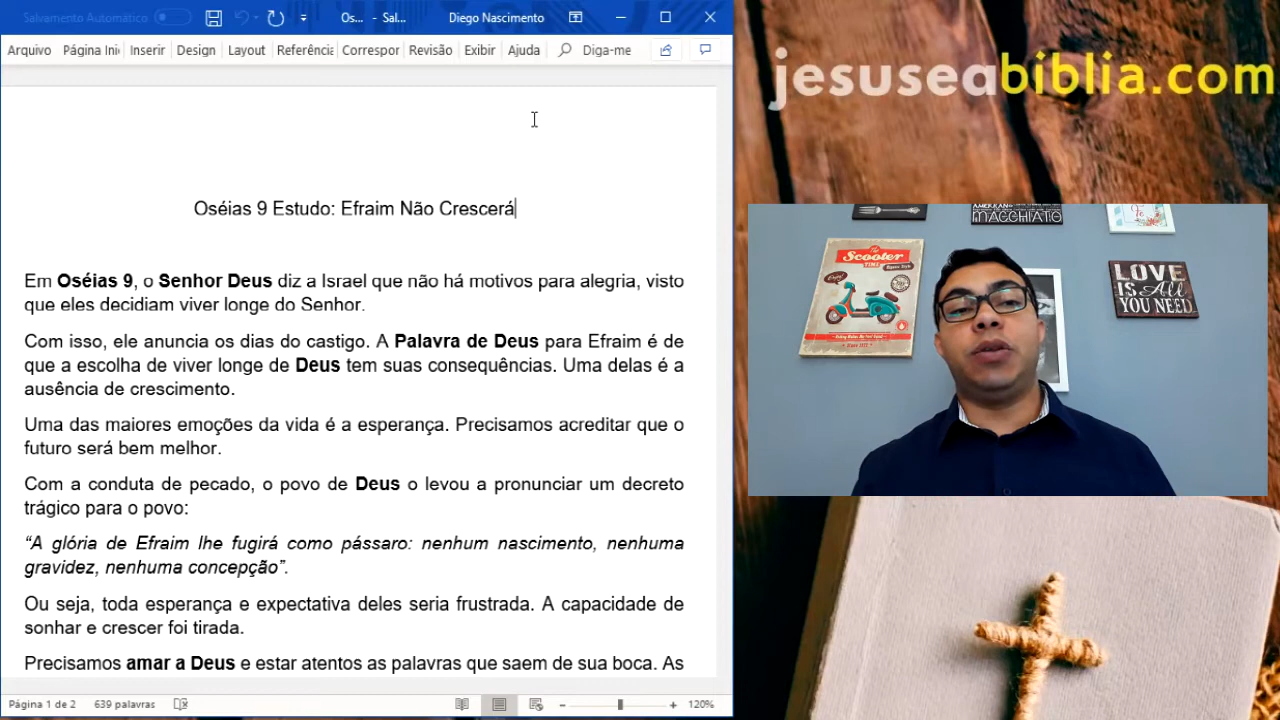 Salvamento Automático
Os... - Sal...
Diego Nascimento
Arquivo Página Inic Inserir Design Layout Referência Correspor Revisão Exibir Ajuda Diga-me
Oséias 9 Estudo: Efraim Não Crescerá
Em Oséias 9, o Senhor Deus diz a Israel que não há motivos para alegria, visto
que eles decidiam viver longe do Senhor.
Com isso, ele anuncia os dias do castigo. A Palavra de Deus para Efraim é de
que a escolha de viver longe de Deus tem suas consequências. Uma delas é a
ausência de crescimento.
Uma das maiores emoções da vida é a esperança. Precisamos acreditar que o
futuro será bem melhor.
Com a conduta de pecado, o povo de Deus o levou a pronunciar um decreto
trágico para o povo:
“A glória de Efraim lhe fugirá como pássaro: nenhum nascimento, nenhuma
gravidez, nenhuma concepção”.
Ou seja, toda esperança e expectativa deles seria frustrada. A capacidade de
sonhar e crescer foi tirada.
Precisamos amar a Deus e estar atentos as palavras que saem de sua boca. As
Página 1 de 2 639 palavras
120%
jesuseabiblia.com
AMERICAN
MACCHIATO
The
Scooter
TIME
Enjoy!
LOVE
IS All
YOU NEED